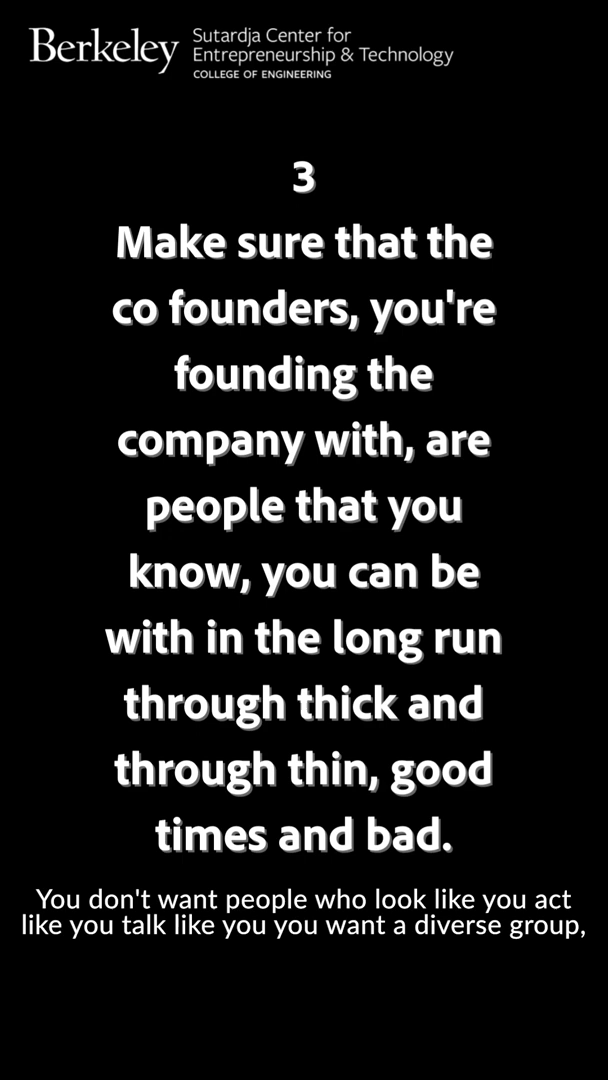 Berkeley
Sutardja Center for
Entrepreneurship & Technology
COLLEGE OF ENGINEERING
3
Make sure that the
co founders, you're
founding the
company with, are
people that you
know, you can be
with in the long run
through thick and
through thin, good
times and bad.
You don't want people who look like you act
like you talk like you you want a diverse group,